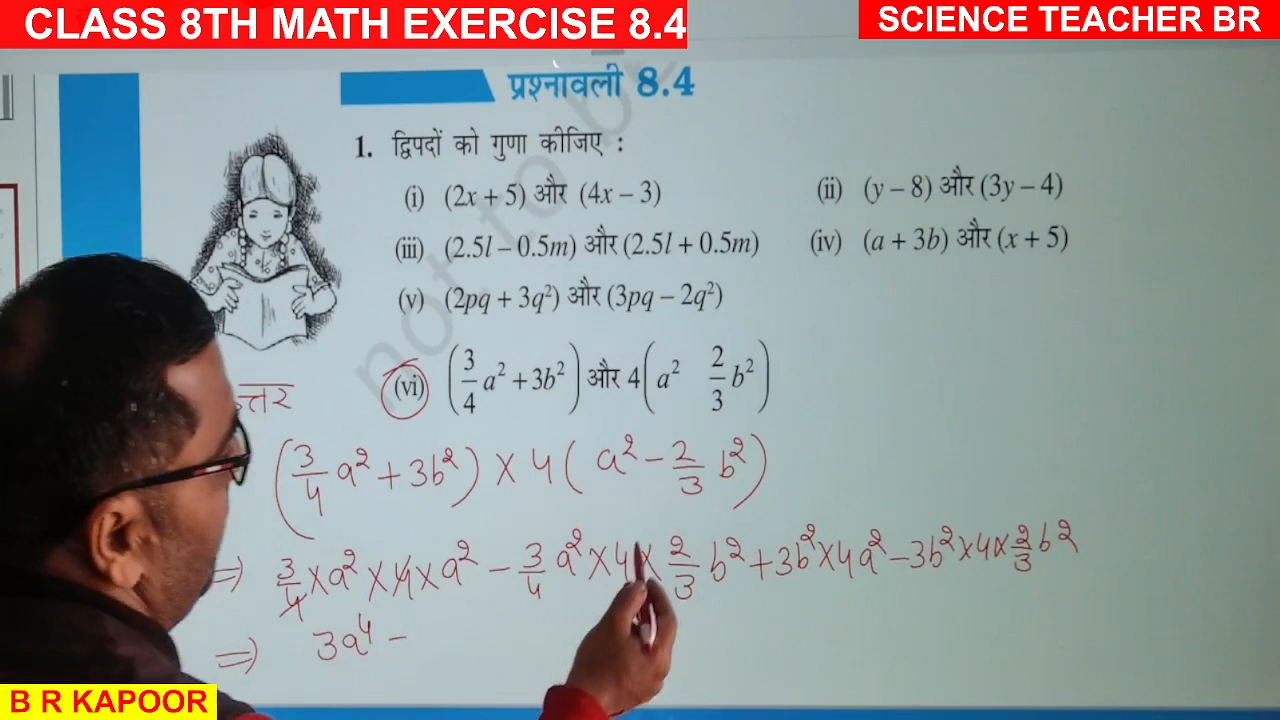 CLASS 8TH MATH EXERCISE 8.4
SCIENCE TEACHER BR
प्रश्नावली 8.4
1. द्विपदों को गुणा कीजिए :
(i) (2x + 5) और (4x – 3)
(ii) (y – 8) और (3y – 4)
(iii) (2.5l – 0.5m) और (2.5l + 0.5m)
(iv) (a + 3b) और (x + 5)
(v) (2pq + 3q²) और (3pq – 2q²)
(vi) (3/4 a² + 3b²) और 4(a² 2/3 b²)
त्तर
(3/4 a² + 3b²) × 4 ( a² – 2/3 b²)
⇒ 3/4 × a² × 4 × a² – 3/4 a² × 4 × 2/3 b² + 3b² × 4a² – 3b² × 4 × 2/3 b²
⇒ 3a⁴ –
not to be
B R KAPOOR